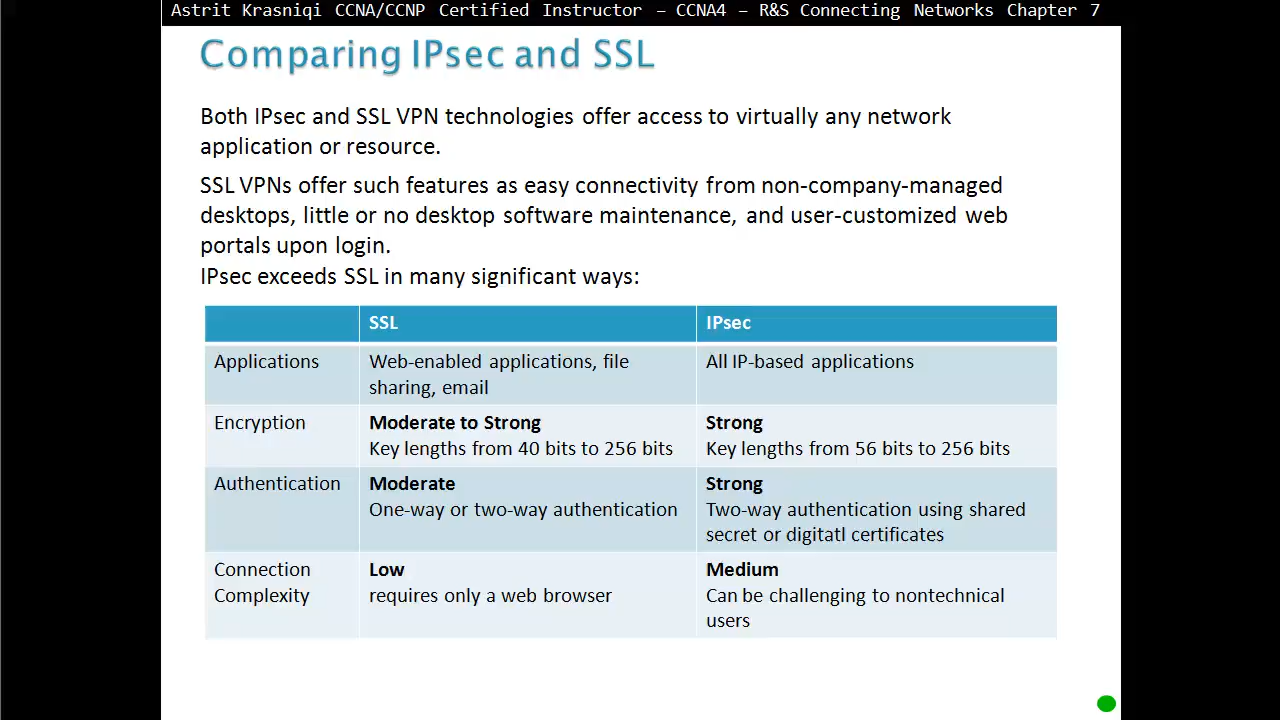 Astrit Krasniqi CCNA/CCNP Certified Instructor – CCNA4 – R&S Connecting Networks Chapter 7
Comparing IPsec and SSL
Both IPsec and SSL VPN technologies offer access to virtually any network
application or resource.
SSL VPNs offer such features as easy connectivity from non-company-managed
desktops, little or no desktop software maintenance, and user-customized web
portals upon login.
IPsec exceeds SSL in many significant ways:
SSL IPsec
Applications Web-enabled applications, file All IP-based applications
sharing, email
Encryption Moderate to Strong Strong
Key lengths from 40 bits to 256 bits Key lengths from 56 bits to 256 bits
Authentication Moderate Strong
One-way or two-way authentication Two-way authentication using shared
secret or digitatl certificates
Connection Low Medium
Complexity requires only a web browser Can be challenging to nontechnical
users